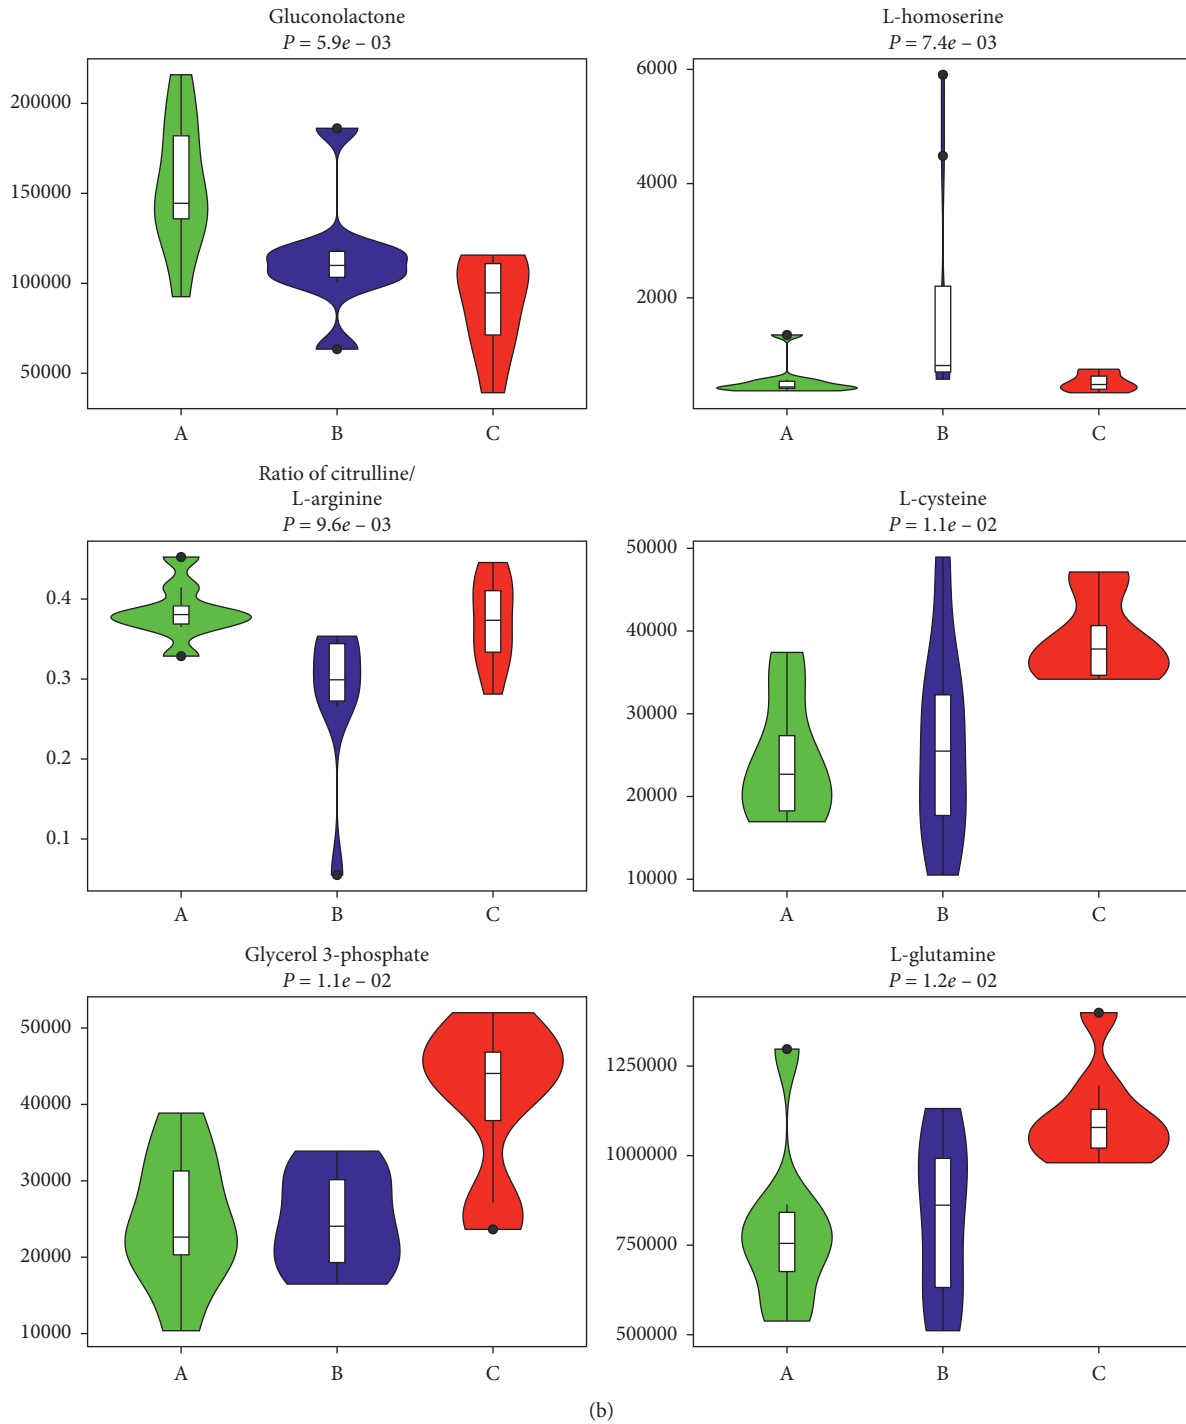 Gluconolactone
P = 5.9e – 03
200000
150000
100000
50000
A B C
L-homoserine
P = 7.4e – 03
6000
4000
2000
A B C
Ratio of citrulline/
L-arginine
P = 9.6e – 03
0.4
0.3
0.2
0.1
A B C
L-cysteine
P = 1.1e – 02
50000
40000
30000
20000
10000
A B C
Glycerol 3-phosphate
P = 1.1e – 02
50000
40000
30000
20000
10000
A B C
L-glutamine
P = 1.2e – 02
1250000
1000000
750000
500000
A B C
(b)